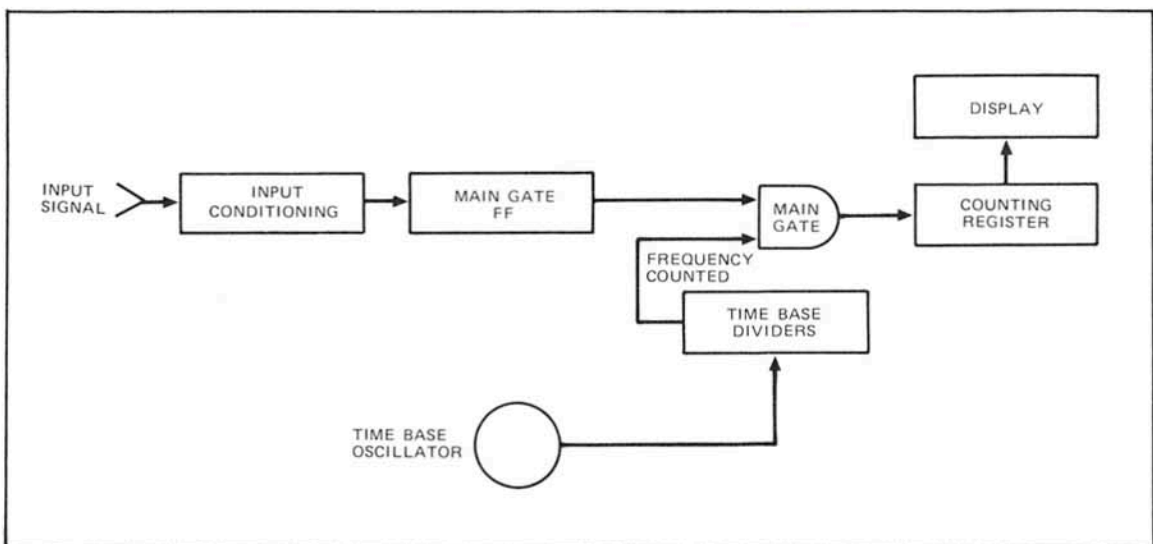 INPUT
SIGNAL
INPUT
CONDITIONING
MAIN GATE
FF
MAIN
GATE
DISPLAY
COUNTING
REGISTER
FREQUENCY
COUNTED
TIME BASE
DIVIDERS
TIME BASE
OSCILLATOR